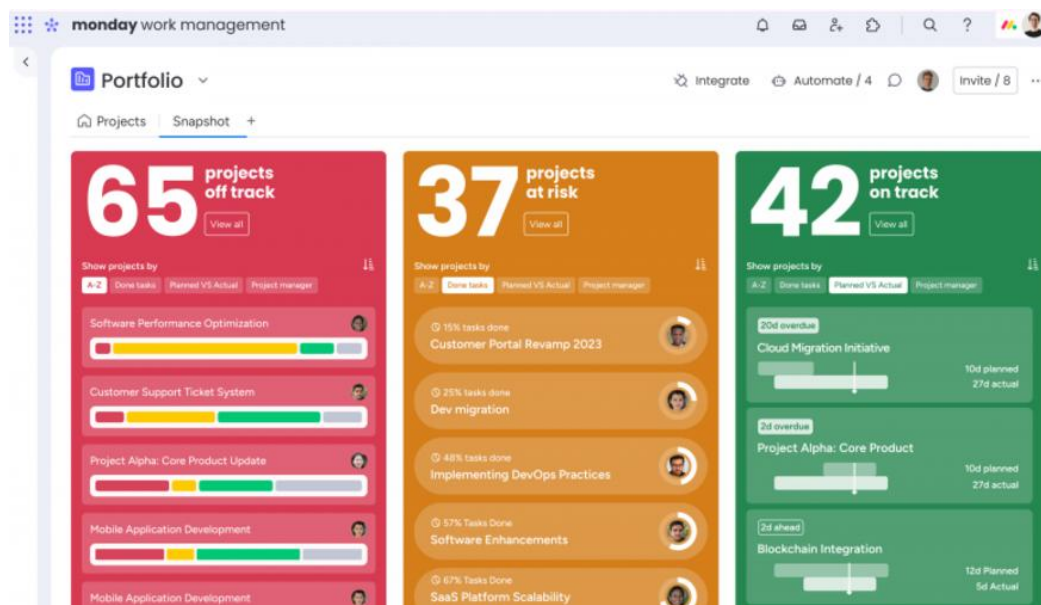 monday work management
Portfolio
Integrate
Automate / 4
Invite / 8
Projects
Snapshot
+
65 projects off track
View all
Show projects by
A-Z
Done tasks
Planned VS Actual
Project manager
Software Performance Optimization
Customer Support Ticket System
Project Alpha: Core Product Update
Mobile Application Development
Mobile Application Development
37 projects at risk
View all
Show projects by
A-Z
Done tasks
Planned VS Actual
Project manager
15% tasks done
Customer Portal Revamp 2023
25% tasks done
Dev migration
48% tasks done
Implementing DevOps Practices
57% Tasks Done
Software Enhancements
67% Tasks Done
SaaS Platform Scalability
42 projects on track
View all
Show projects by
A-Z
Done tasks
Planned VS Actual
Project manager
20d overdue
Cloud Migration Initiative
10d planned
27d actual
2d overdue
Project Alpha: Core Product
10d planned
27d actual
2d ahead
Blockchain Integration
12d Planned
5d Actual